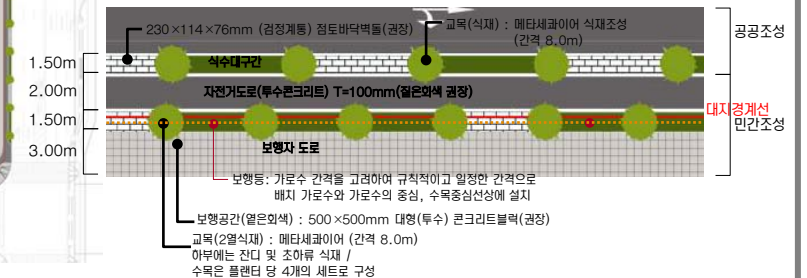 230×114×76mm (검정계통) 점토바닥벽돌(권장)
교목(식재) : 메타세콰이어 식재조성
(간격 8.0m)
공공조성
1.50m
식수대구간
2.00m
자전거도로(투수콘크리트) T=100mm(짙은회색 권장)
대지경계선
1.50m
민간조성
3.00m
보행자 도로
보행등: 가로수 간격을 고려하여 규칙적이고 일정한 간격으로
배치 가로수와 가로수의 중심, 수목중심선상에 설치
보행공간(옅은회색) : 500×500mm 대형(투수) 콘크리트블럭(권장)
교목(2열식재) : 메타세콰이어 (간격 8.0m)
하부에는 잔디 및 초하류 식재 /
수목은 플랜터 당 4개의 세트로 구성